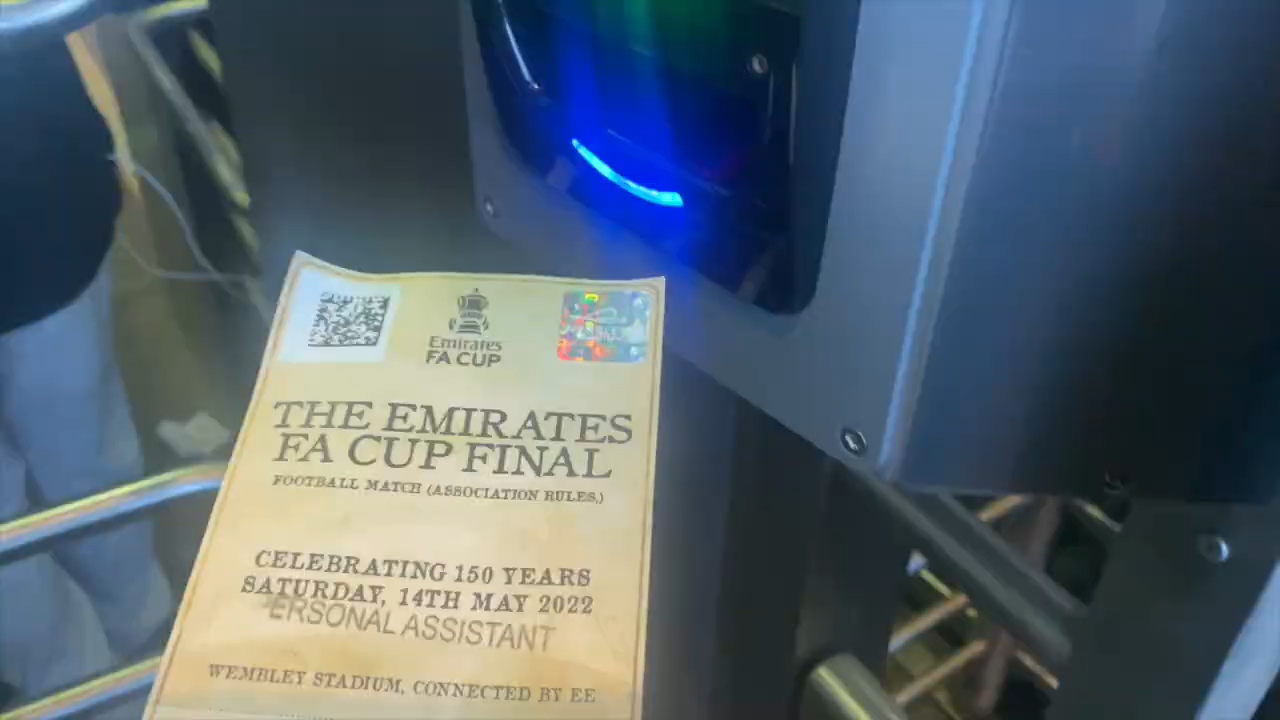 Emirates
FA CUP
THE EMIRATES
FA CUP FINAL
FOOTBALL MATCH (ASSOCIATION RULES,)
CELEBRATING 150 YEARS
SATURDAY, 14TH MAY 2022
PERSONAL ASSISTANT
WEMBLEY STADIUM, CONNECTED BY EE